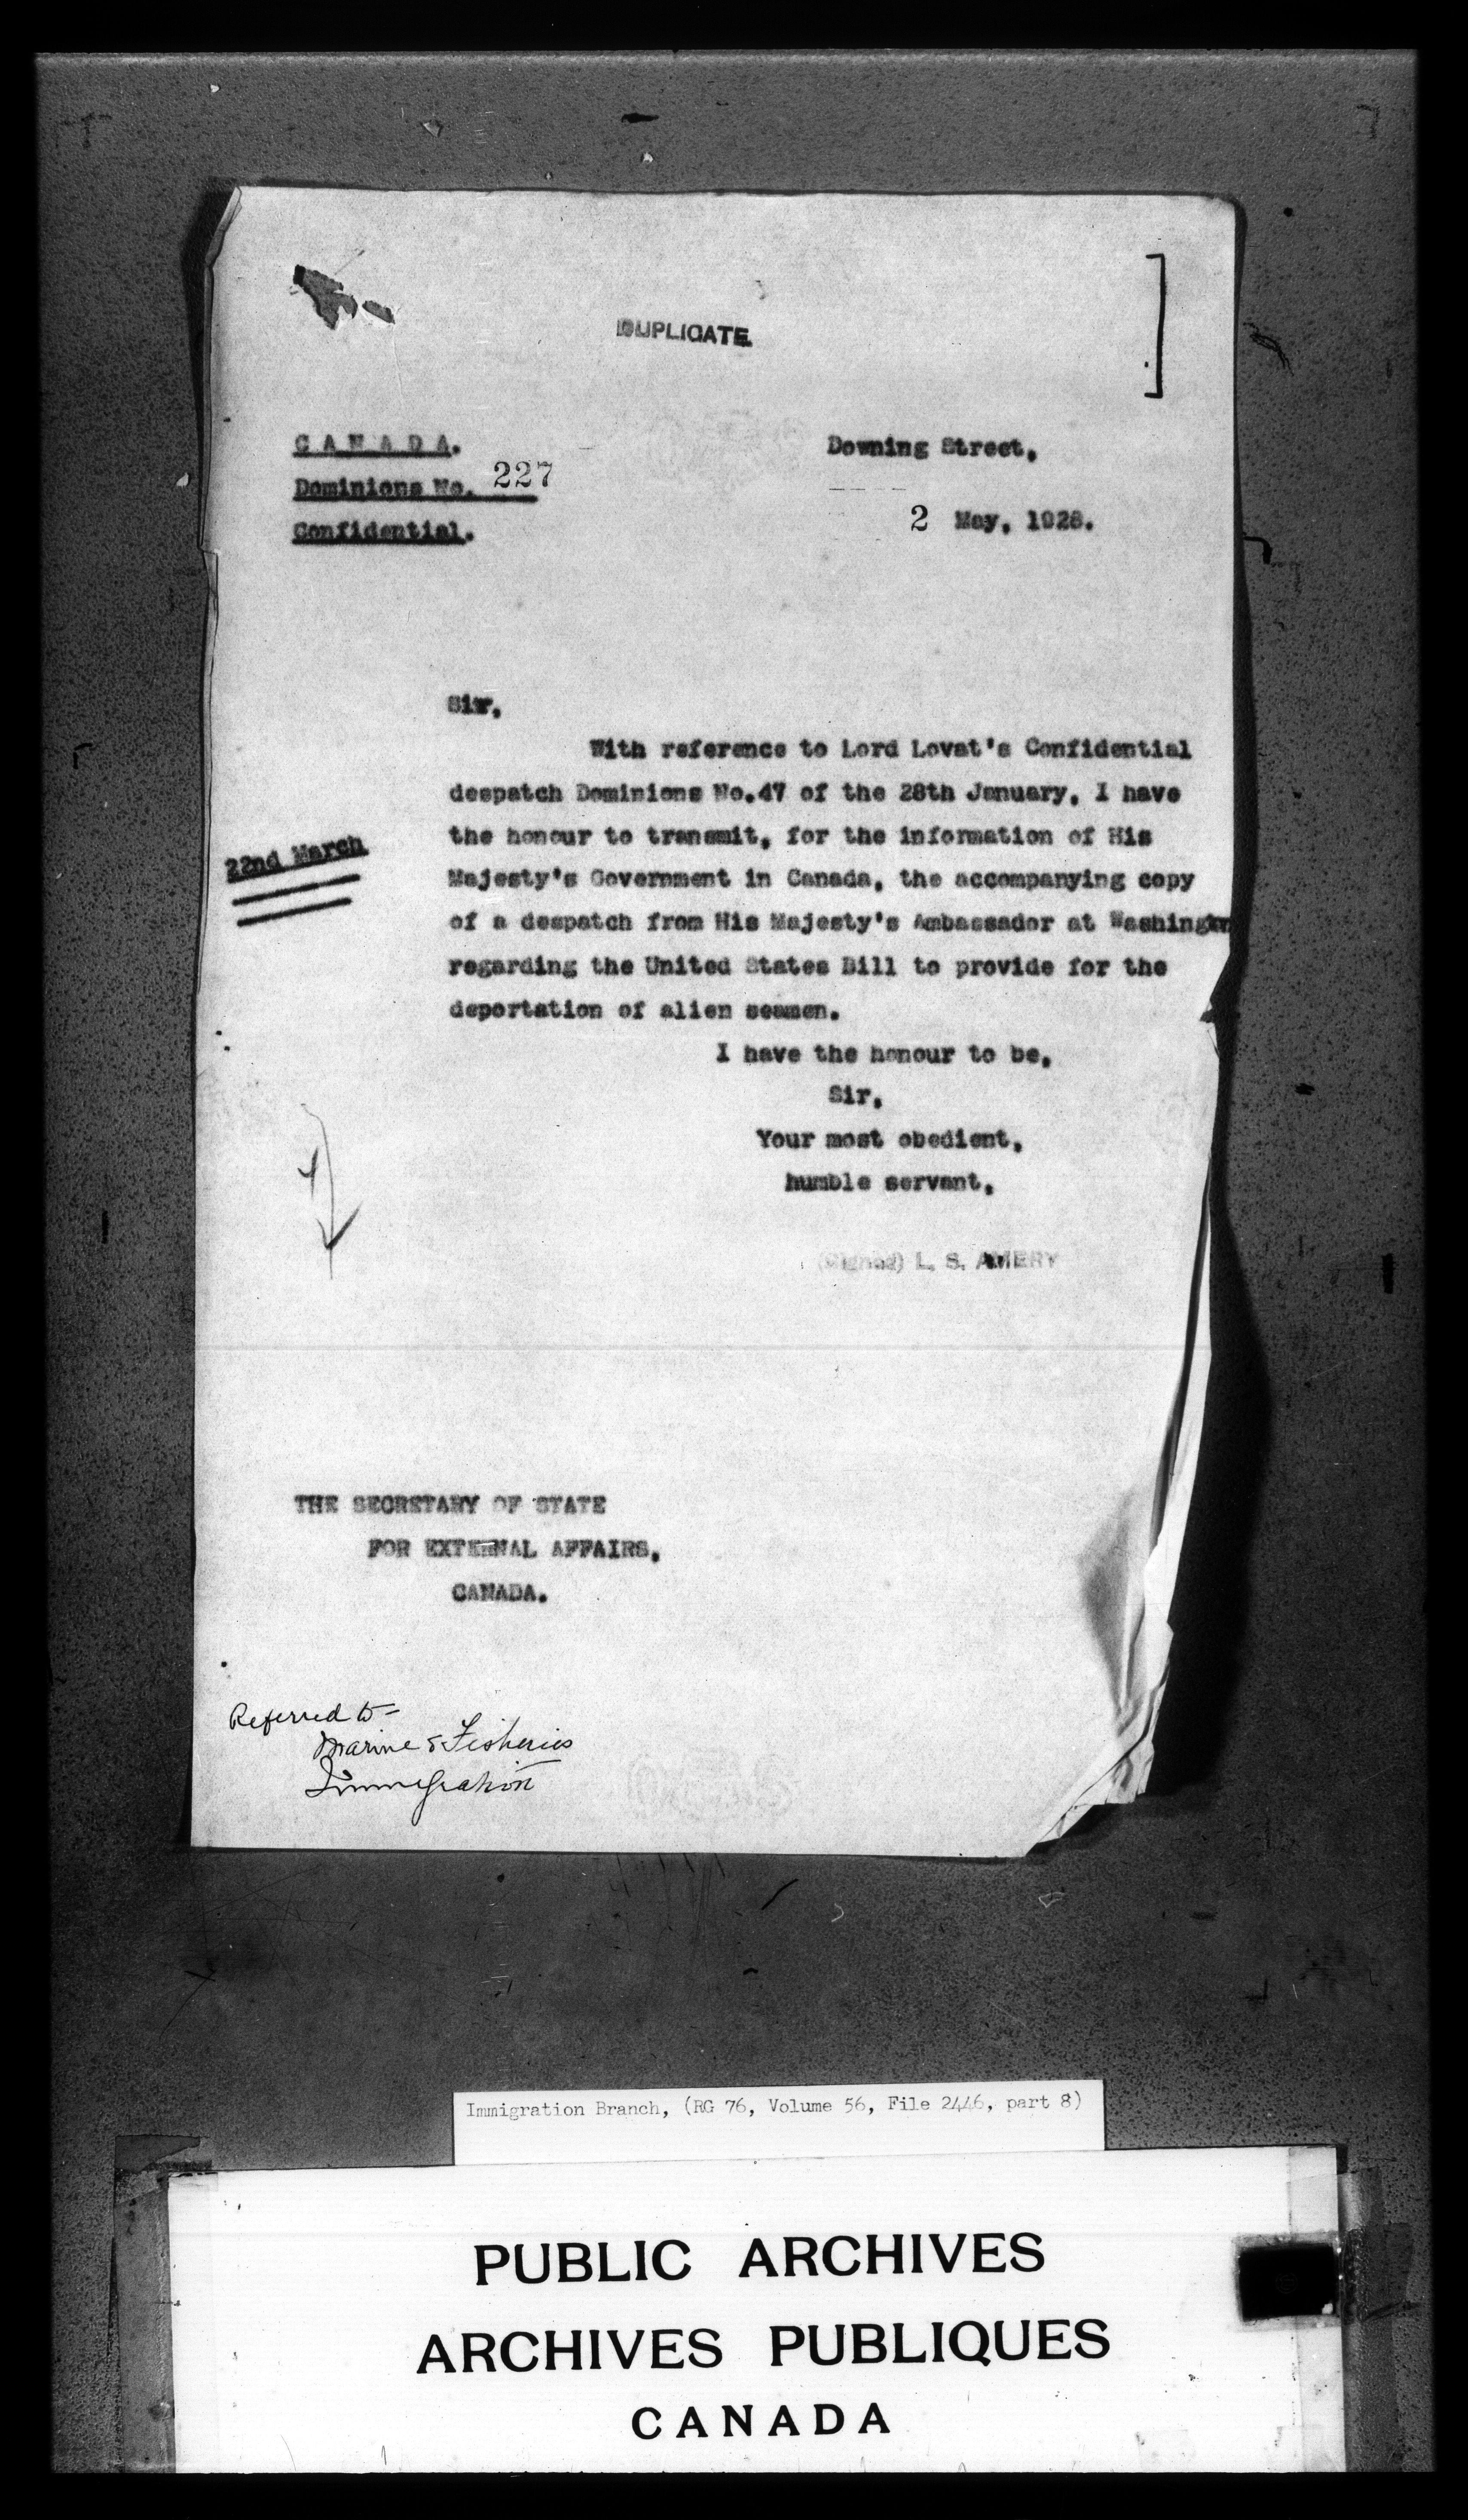 DUPLICATE
CANADA.
Dominions No. 227
Confidential.
Downing Street,
2 May, 1928.
Sir,
With reference to Lord Lovat's Confidential
despatch Dominions No.47 of the 28th January, I have
the honour to transmit, for the information of His
22nd March
Majesty's Government in Canada, the accompanying copy
of a despatch from His Majesty's Ambassador at Washington
regarding the United States Bill to provide for the
deportation of alien seamen.
I have the honour to be,
Sir,
Your most obedient,
humble servant,
(Signed) L. S. AMERY
THE SECRETARY OF STATE
FOR EXTERNAL AFFAIRS,
CANADA.
Referred to -
Marine & Fisheries
Immigration
Immigration Branch, (RG 76, Volume 56, File 2446, part 8)
PUBLIC ARCHIVES
ARCHIVES PUBLIQUES
CANADA